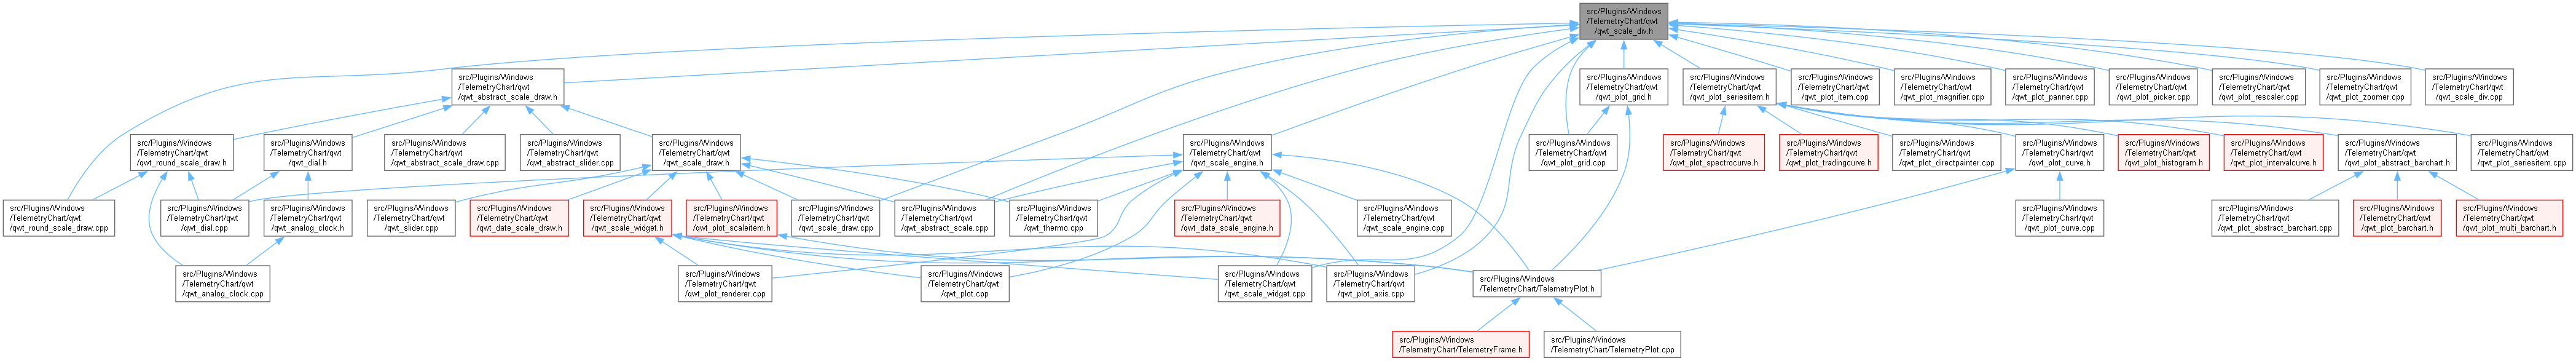 src/Plugins/Windows
/TelemetryChart/qwt
/qwt_scale_div.h
src/Plugins/Windows
/TelemetryChart/qwt
/qwt_abstract_scale_draw.h
src/Plugins/Windows
/TelemetryChart/qwt
/qwt_plot_grid.h
src/Plugins/Windows
/TelemetryChart/qwt
/qwt_plot_seriesitem.h
src/Plugins/Windows
/TelemetryChart/qwt
/qwt_plot_item.cpp
src/Plugins/Windows
/TelemetryChart/qwt
/qwt_plot_magnifier.cpp
src/Plugins/Windows
/TelemetryChart/qwt
/qwt_plot_panner.cpp
src/Plugins/Windows
/TelemetryChart/qwt
/qwt_plot_picker.cpp
src/Plugins/Windows
/TelemetryChart/qwt
/qwt_plot_rescaler.cpp
src/Plugins/Windows
/TelemetryChart/qwt
/qwt_plot_zoomer.cpp
src/Plugins/Windows
/TelemetryChart/qwt
/qwt_scale_div.cpp
src/Plugins/Windows
/TelemetryChart/qwt
/qwt_round_scale_draw.h
src/Plugins/Windows
/TelemetryChart/qwt
/qwt_dial.h
src/Plugins/Windows
/TelemetryChart/qwt
/qwt_abstract_scale_draw.cpp
src/Plugins/Windows
/TelemetryChart/qwt
/qwt_abstract_slider.cpp
src/Plugins/Windows
/TelemetryChart/qwt
/qwt_scale_draw.h
src/Plugins/Windows
/TelemetryChart/qwt
/qwt_scale_engine.h
src/Plugins/Windows
/TelemetryChart/qwt
/qwt_plot_grid.cpp
src/Plugins/Windows
/TelemetryChart/qwt
/qwt_plot_spectrocurve.h
src/Plugins/Windows
/TelemetryChart/qwt
/qwt_plot_tradingcurve.h
src/Plugins/Windows
/TelemetryChart/qwt
/qwt_plot_directpainter.cpp
src/Plugins/Windows
/TelemetryChart/qwt
/qwt_plot_curve.h
src/Plugins/Windows
/TelemetryChart/qwt
/qwt_plot_histogram.h
src/Plugins/Windows
/TelemetryChart/qwt
/qwt_plot_intervalcurve.h
src/Plugins/Windows
/TelemetryChart/qwt
/qwt_plot_abstract_barchart.h
src/Plugins/Windows
/TelemetryChart/qwt
/qwt_plot_seriesitem.cpp
src/Plugins/Windows
/TelemetryChart/qwt
/qwt_round_scale_draw.cpp
src/Plugins/Windows
/TelemetryChart/qwt
/qwt_dial.cpp
src/Plugins/Windows
/TelemetryChart/qwt
/qwt_analog_clock.h
src/Plugins/Windows
/TelemetryChart/qwt
/qwt_slider.cpp
src/Plugins/Windows
/TelemetryChart/qwt
/qwt_date_scale_draw.h
src/Plugins/Windows
/TelemetryChart/qwt
/qwt_scale_widget.h
src/Plugins/Windows
/TelemetryChart/qwt
/qwt_plot_scaleitem.h
src/Plugins/Windows
/TelemetryChart/qwt
/qwt_scale_draw.cpp
src/Plugins/Windows
/TelemetryChart/qwt
/qwt_abstract_scale.cpp
src/Plugins/Windows
/TelemetryChart/qwt
/qwt_thermo.cpp
src/Plugins/Windows
/TelemetryChart/qwt
/qwt_date_scale_engine.h
src/Plugins/Windows
/TelemetryChart/qwt
/qwt_scale_engine.cpp
src/Plugins/Windows
/TelemetryChart/qwt
/qwt_plot_curve.cpp
src/Plugins/Windows
/TelemetryChart/qwt
/qwt_plot_abstract_barchart.cpp
src/Plugins/Windows
/TelemetryChart/qwt
/qwt_plot_barchart.h
src/Plugins/Windows
/TelemetryChart/qwt
/qwt_plot_multi_barchart.h
src/Plugins/Windows
/TelemetryChart/qwt
/qwt_analog_clock.cpp
src/Plugins/Windows
/TelemetryChart/qwt
/qwt_plot_renderer.cpp
src/Plugins/Windows
/TelemetryChart/qwt
/qwt_plot.cpp
src/Plugins/Windows
/TelemetryChart/qwt
/qwt_scale_widget.cpp
src/Plugins/Windows
/TelemetryChart/qwt
/qwt_plot_axis.cpp
src/Plugins/Windows
/TelemetryChart/TelemetryPlot.h
src/Plugins/Windows
/TelemetryChart/TelemetryFrame.h
src/Plugins/Windows
/TelemetryChart/TelemetryPlot.cpp